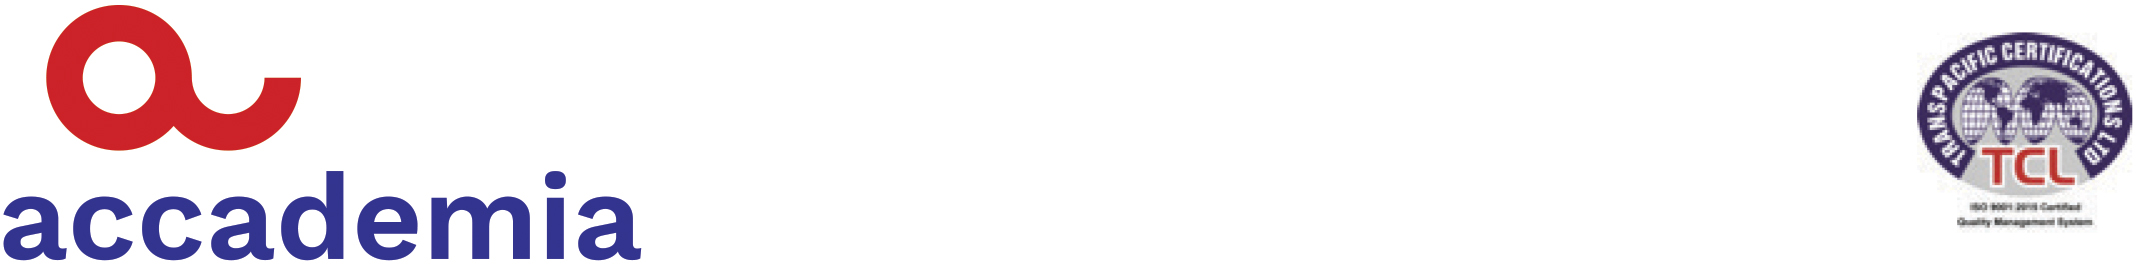 accademia
TRANSPACIFIC CERTIFICATIONS LTD
TCL
ISO 9001:2015 Certified
Quality Management System